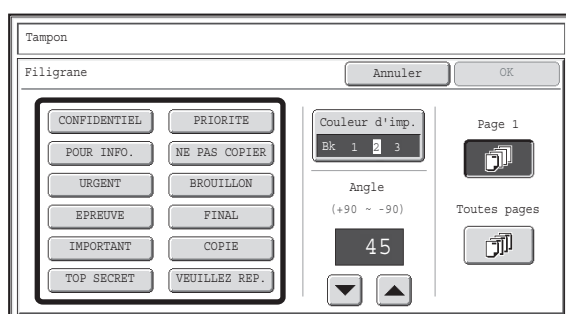 Tampon
Filigrane
Annuler
OK
CONFIDENTIEL
PRIORITE
POUR INFO.
NE PAS COPIER
URGENT
BROUILLON
EPREUVE
FINAL
IMPORTANT
COPIE
TOP SECRET
VEUILLEZ REP.
Couleur d'imp.
Bk 1 2 3
Angle
(+90 ~ -90)
45
Page 1
Toutes pages